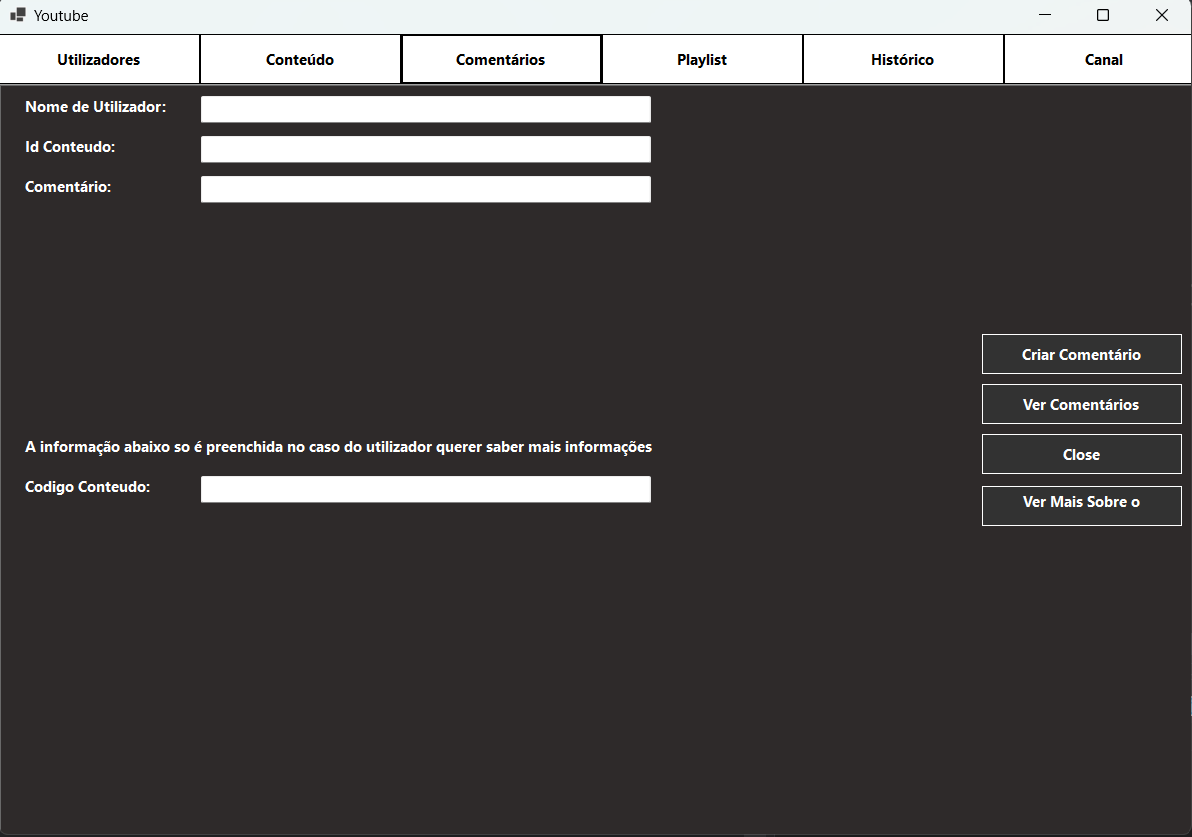 Youtube
Utilizadores
Conteúdo
Comentários
Playlist
Histórico
Canal
Nome de Utilizador:
Id Conteudo:
Comentário:
Criar Comentário
Ver Comentários
A informação abaixo so é preenchida no caso do utilizador querer saber mais informações
Close
Codigo Conteudo:
Ver Mais Sobre o